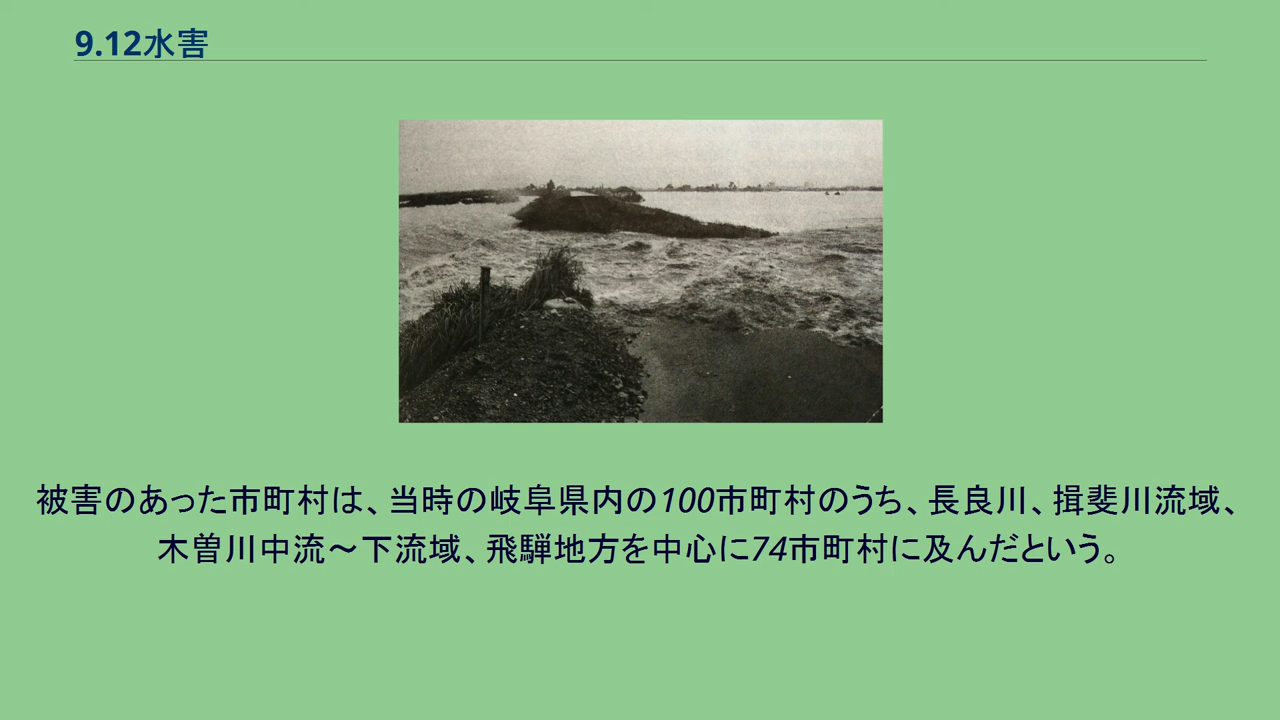 9.12水害
被害のあった市町村は、当時の岐阜県内の100市町村のうち、長良川、揖斐川流域、
木曽川中流～下流域、飛騨地方を中心に74市町村に及んだという。